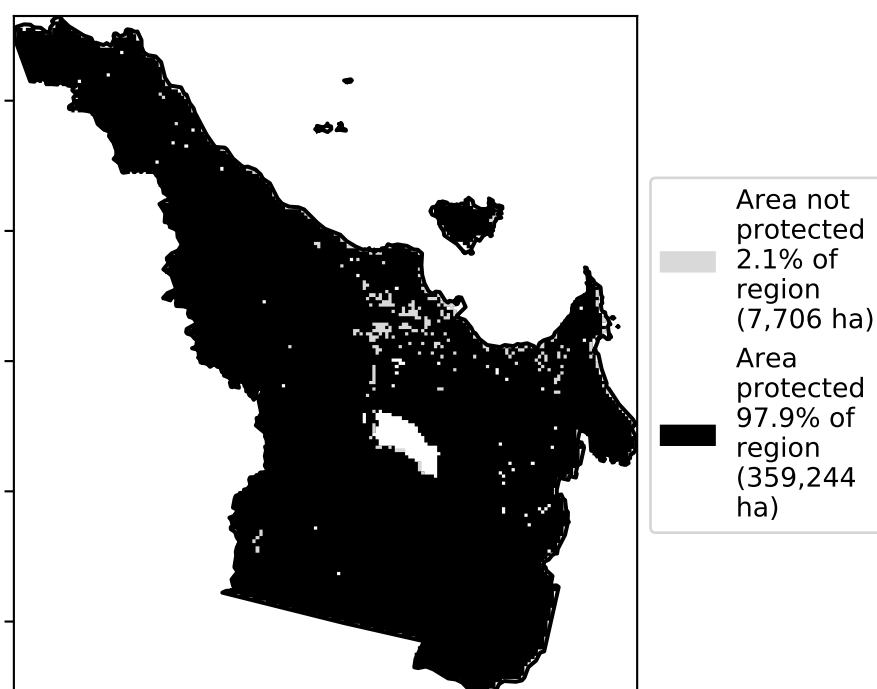 Area not
protected
2.1% of
region
(7,706 ha)
Area
protected
97.9% of
region
(359,244
ha)